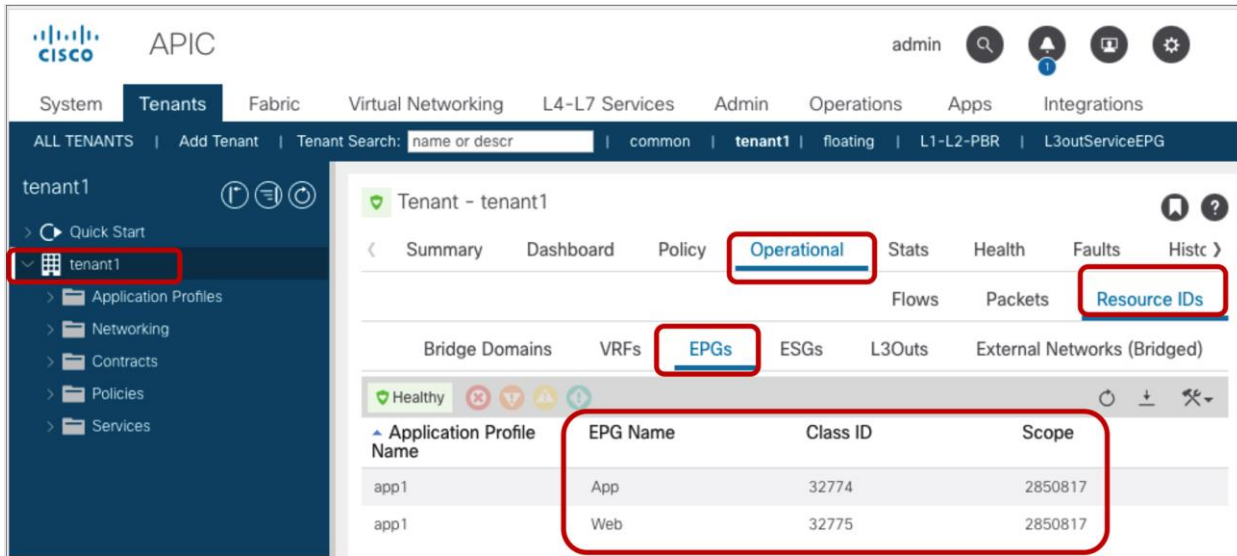 CISCO APIC admin 1
System Tenants Fabric Virtual Networking L4-L7 Services Admin Operations Apps Integrations
ALL TENANTS | Add Tenant | Tenant Search: name or descr | common | tenant1 | floating | L1-L2-PBR | L3outServiceEPG
tenant1
Quick Start
tenant1
Application Profiles
Networking
Contracts
Policies
Services
Tenant - tenant1
Summary Dashboard Policy Operational Stats Health Faults Histc
Flows Packets Resource IDs
Bridge Domains VRFs EPGs ESGs L3Outs External Networks (Bridged)
Healthy
Application Profile Name EPG Name Class ID Scope
app1 App 32774 2850817
app1 Web 32775 2850817